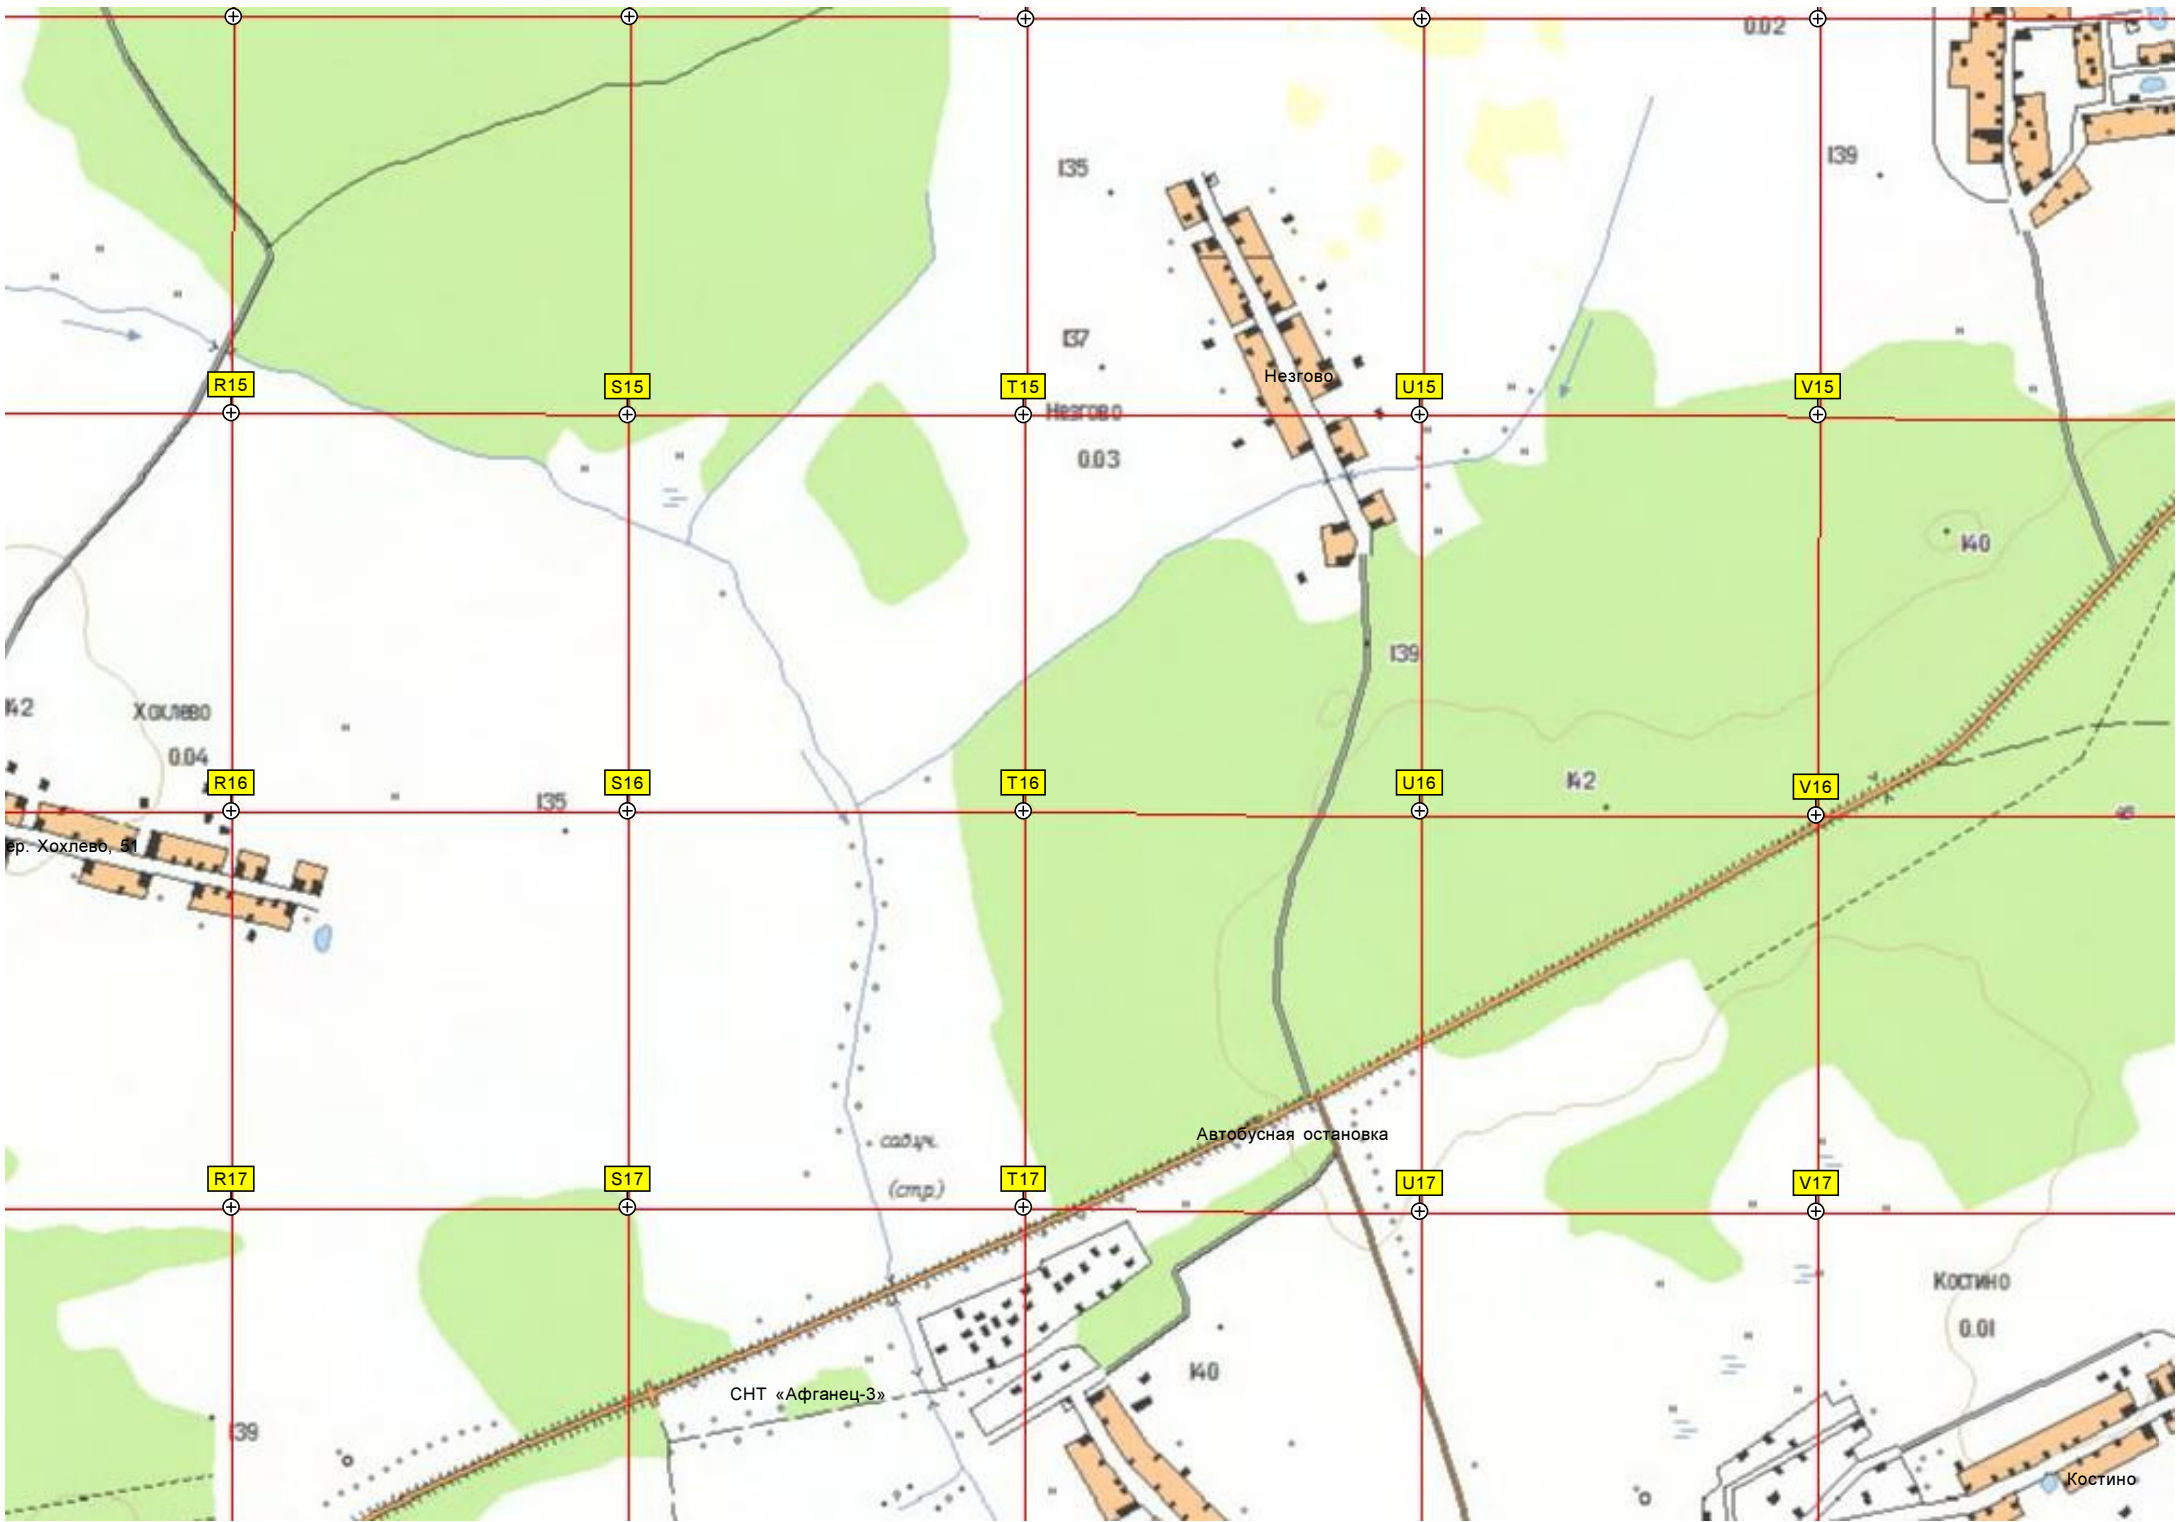 0.02
139
135
137
R15
S15
T15
Незгово
U15
V15
Незгово
0.03
140
139
142
Хохлево
0.04
R16
135
S16
T16
U16
142
V16
ер. Хохлево, 51
сад.уч.
(стр.)
Автобусная остановка
R17
S17
T17
U17
V17
Костино
0.01
140
СНТ «Афганец-3»
139
Костино